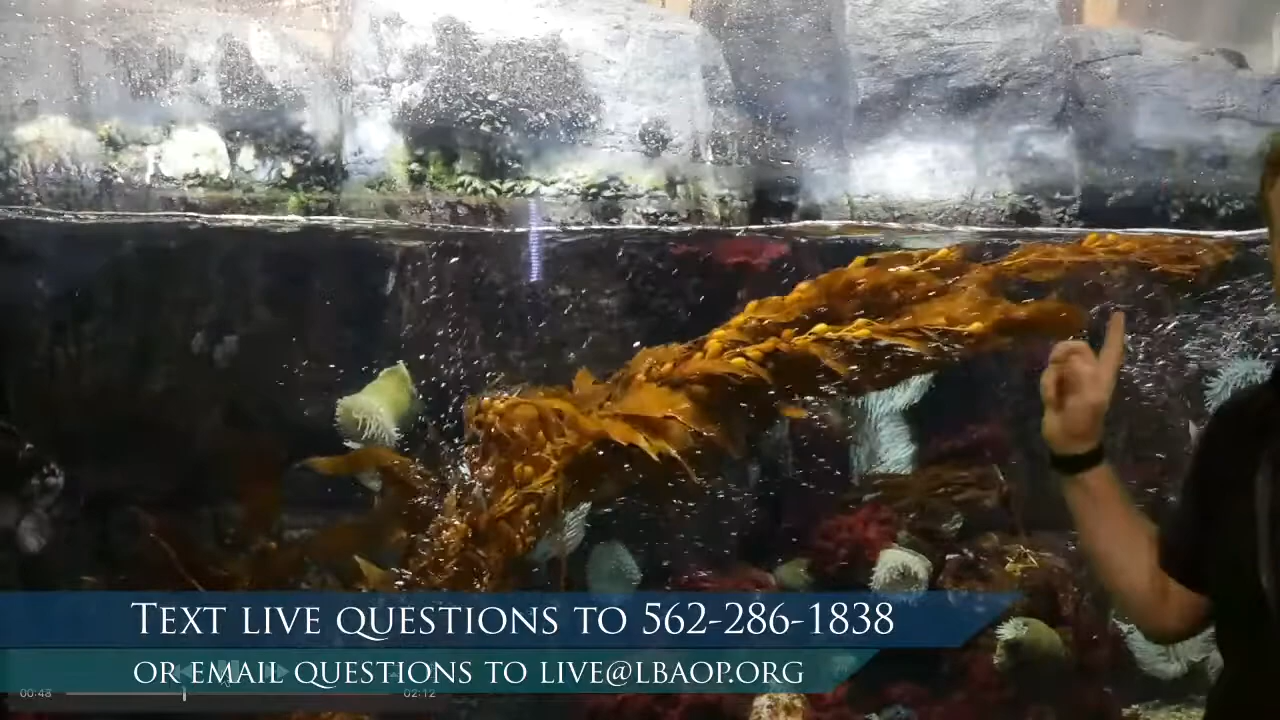 TEXT LIVE QUESTIONS TO 562-286-1838
OR EMAIL QUESTIONS TO LIVE@LBAOP.ORG
00:48 02:12